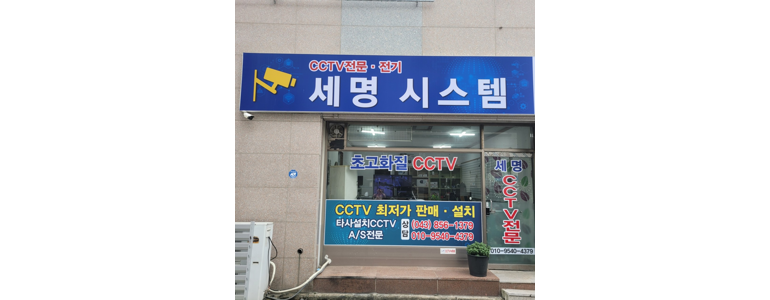 CCTV전문·전기
세명 시스템
초고화질 CCTV
CCTV 최저가 판매·설치
타사설치CCTV
A/S전문
상담
(043) 856-1379
010-9540-4379
세명
CCTV전문
010-9540-4379